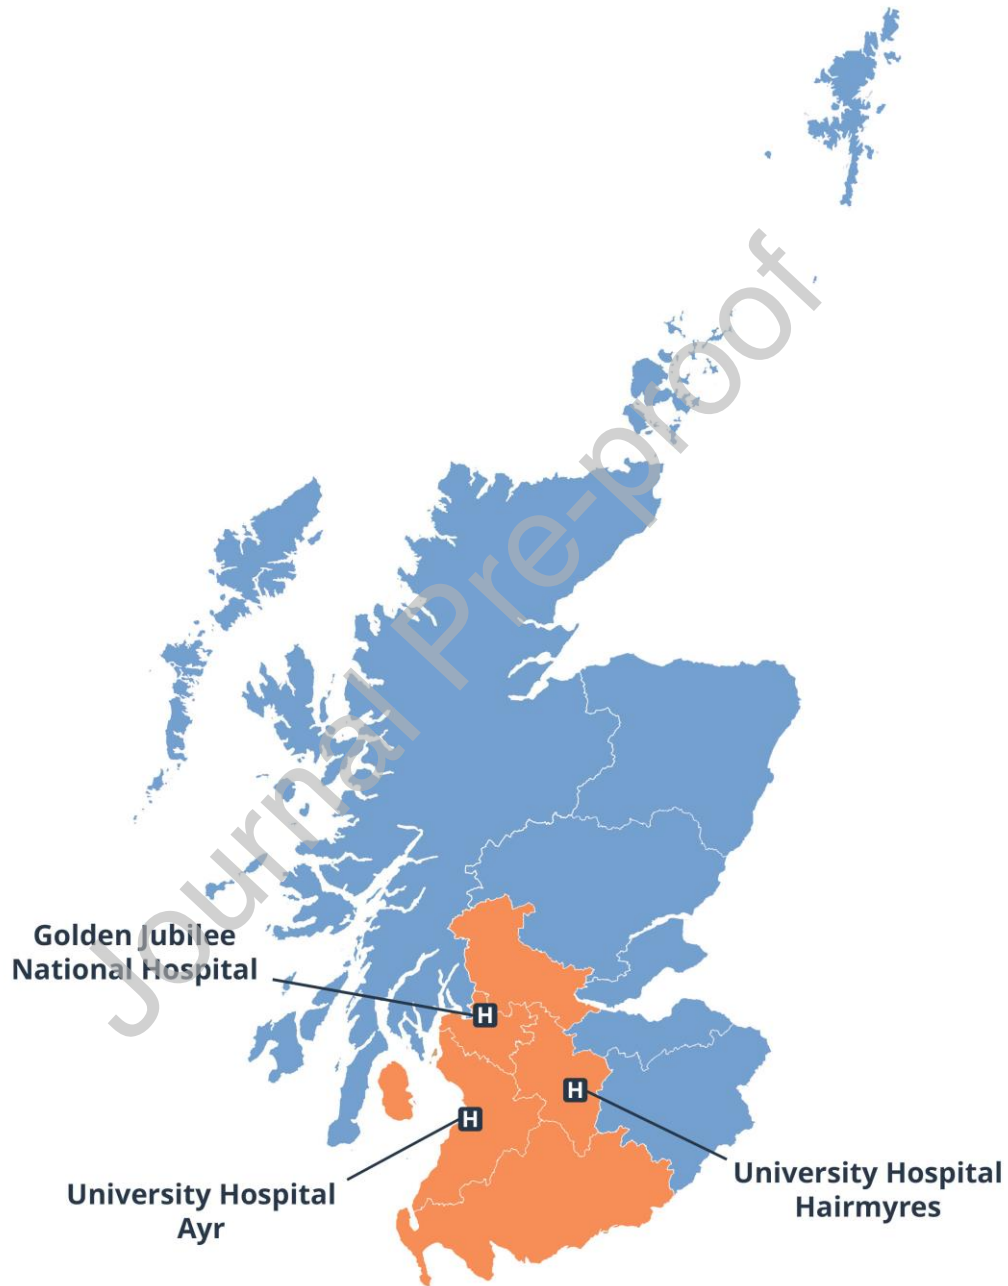 Journal Pre-proof
Golden Jubilee
National Hospital
H
H
H
University Hospital
Ayr
University Hospital
Hairmyres